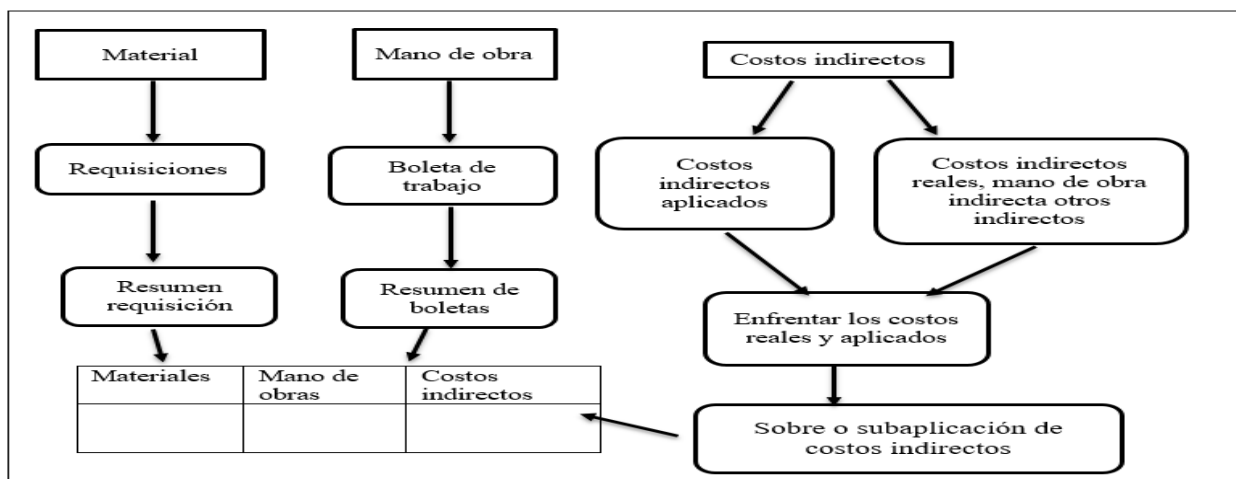 Material
Mano de obra
Costos indirectos
Requisiciones
Boleta de
trabajo
Costos
indirectos
aplicados
Costos indirectos
reales, mano de obra
indirecta otros
indirectos
Resumen
requisición
Resumen de
boletas
Enfrentar los costos
reales y aplicados
Materiales
Mano de
obras
Costos
indirectos
Sobre o subaplicación de
costos indirectos